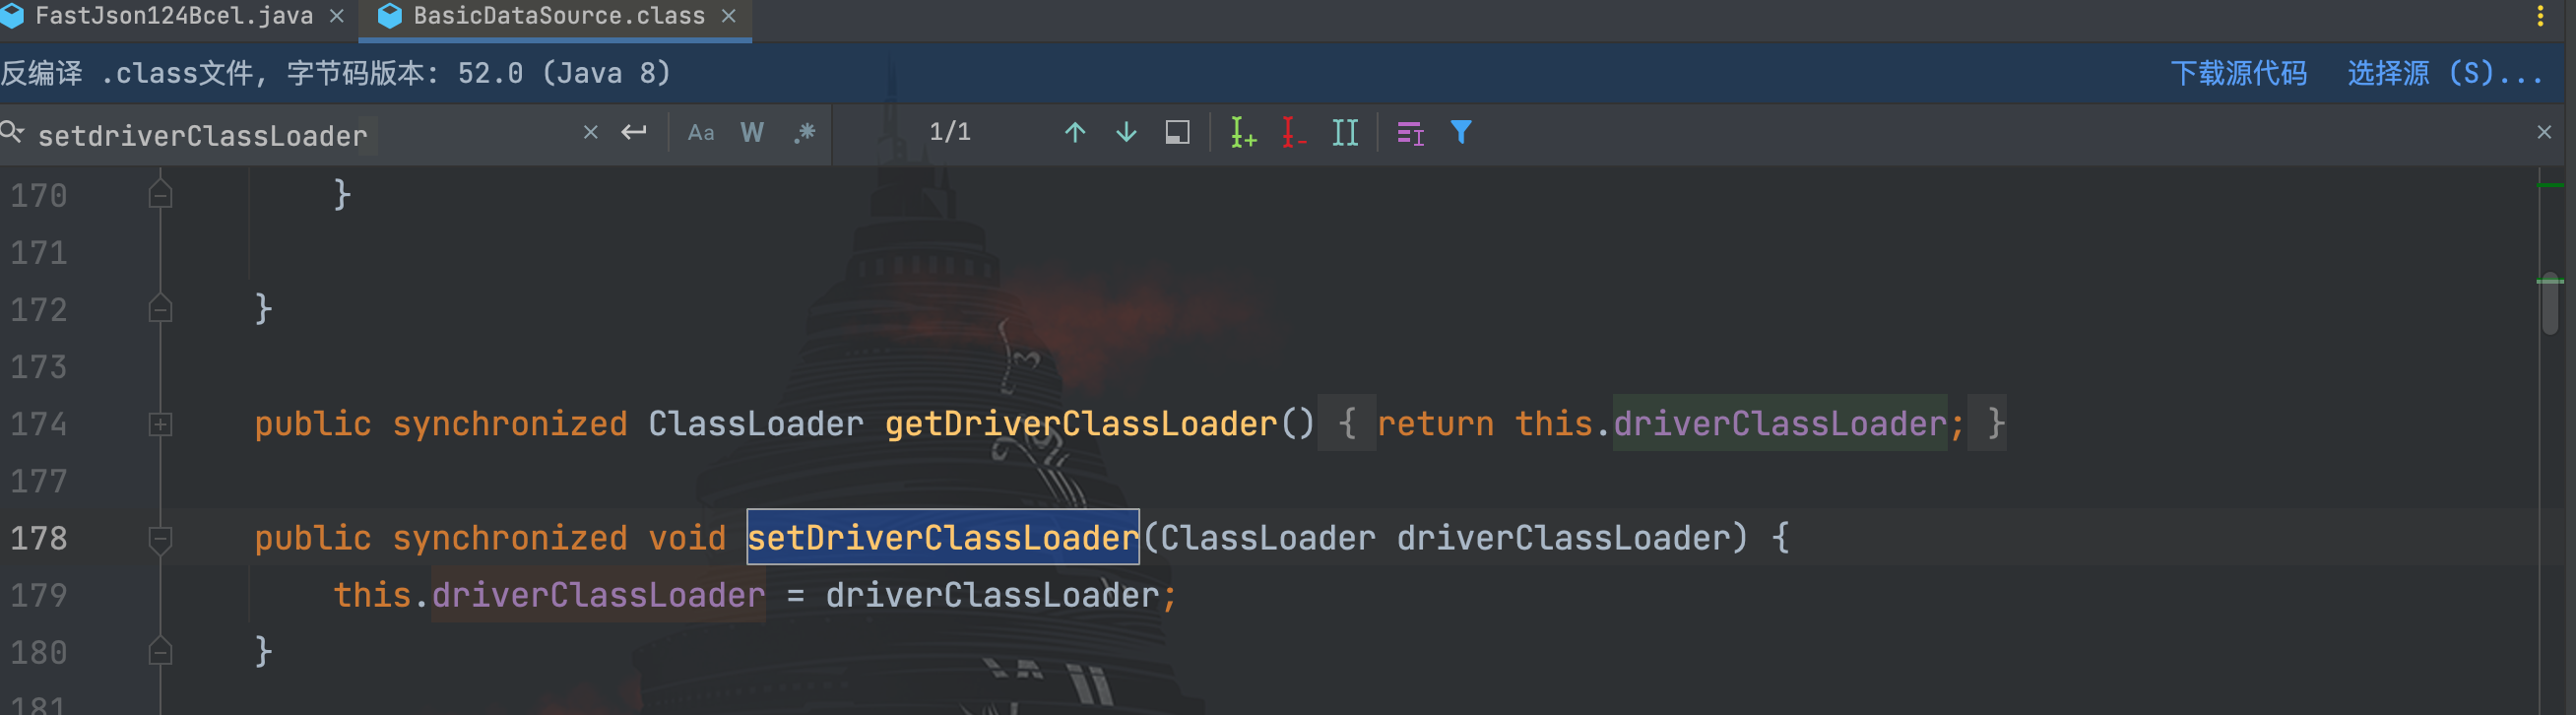 FastJson124Bcel.java × BasicDataSource.class ×
反编译 .class文件, 字节码版本: 52.0 (Java 8) 下载源代码 选择源 (S)...
setdriverClassLoader × Aa W .* 1/1
170 }
171
172 }
173
174 public synchronized ClassLoader getDriverClassLoader() { return this.driverClassLoader; }
177
178 public synchronized void setDriverClassLoader(ClassLoader driverClassLoader) {
179 this.driverClassLoader = driverClassLoader;
180 }
181